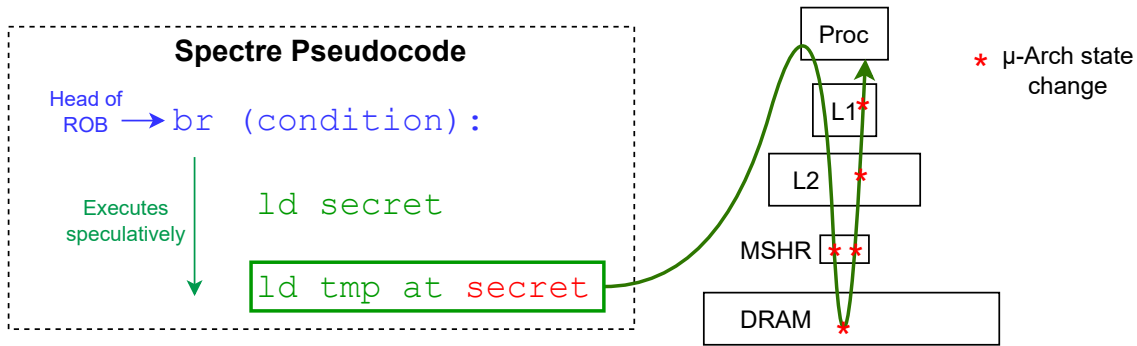 Spectre Pseudocode
Head of
ROB
br (condition):
Executes
speculatively
ld secret
ld tmp at secret
Proc
L1
L2
MSHR
DRAM
* μ-Arch state
change